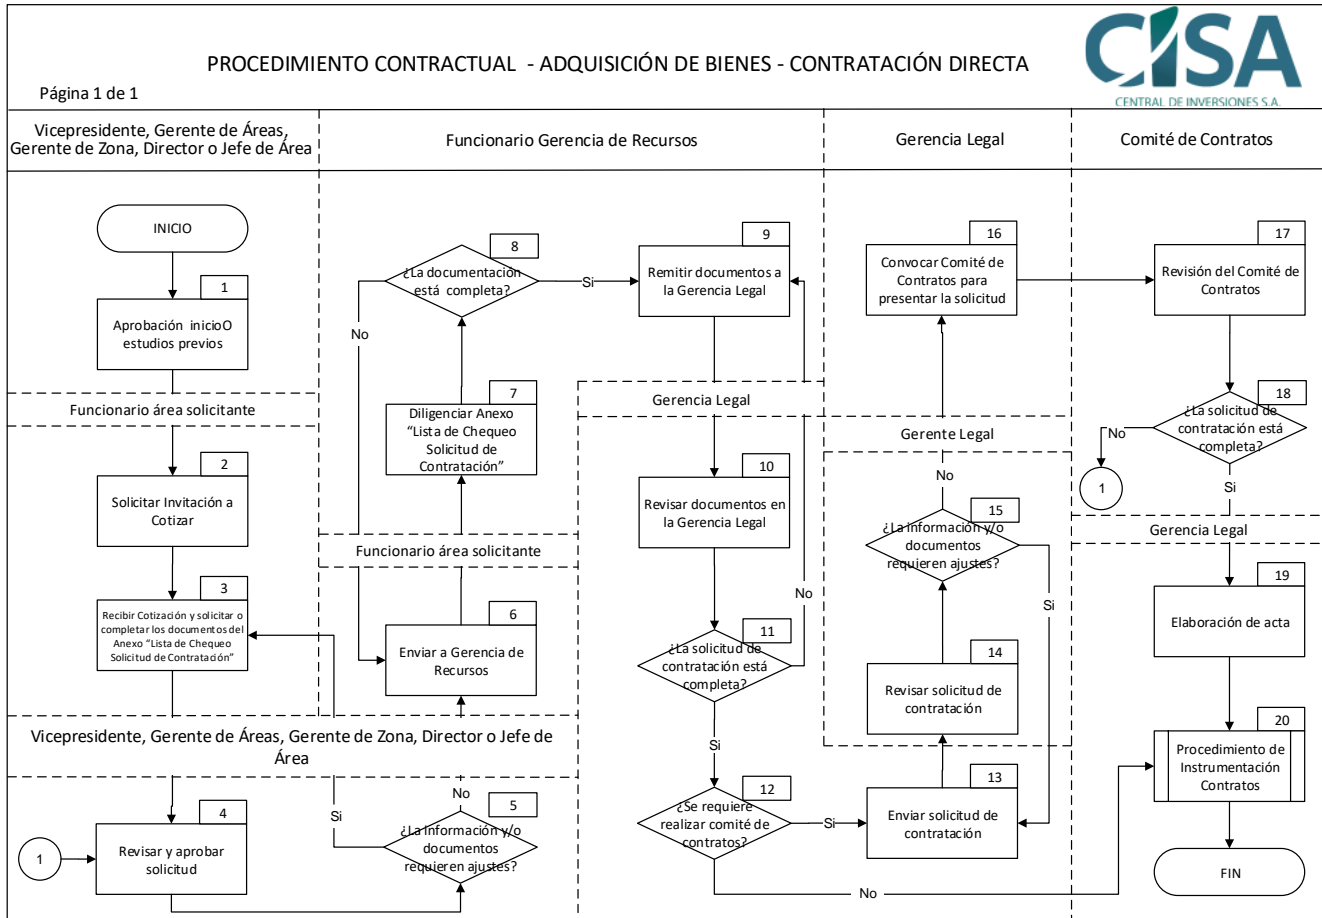 PROCEDIMIENTO CONTRACTUAL - ADQUISICIÓN DE BIENES - CONTRATACIÓN DIRECTA
Página 1 de 1
CISA
CENTRAL DE INVERSIONES S.A.
Vicepresidente, Gerente de Áreas,
Gerente de Zona, Director o Jefe de Área
Funcionario Gerencia de Recursos
Gerencia Legal
Comité de Contratos
INICIO
1
Aprobación inicioO
estudios previos
Funcionario área solicitante
2
Solicitar Invitación a
Cotizar
3
Recibir Cotización y solicitar o
completar los documentos del
Anexo “Lista de Chequeo
Solicitud de Contratación”
Vicepresidente, Gerente de Áreas, Gerente de Zona, Director o Jefe de
Área
4
Revisar y aprobar
solicitud
1
5
¿La información y/o
documentos
requieren ajustes?
Si
No
6
Enviar a Gerencia de
Recursos
Funcionario área solicitante
7
Diligenciar Anexo
“Lista de Chequeo
Solicitud de
Contratación”
8
¿La documentación
está completa?
No
Si
9
Remitir documentos a
la Gerencia Legal
Gerencia Legal
10
Revisar documentos en
la Gerencia Legal
11
¿La solicitud de
contratación está
completa?
No
Si
12
¿Se requiere
realizar comité de
contratos?
Si
No
13
Enviar solicitud de
contratación
14
Revisar solicitud de
contratación
15
¿La información y/o
documentos
requieren ajustes?
Si
No
Gerente Legal
16
Convocar Comité de
Contratos para
presentar la solicitud
17
Revisión del Comité de
Contratos
18
¿La solicitud de
contratación está
completa?
No
1
Si
Gerencia Legal
19
Elaboración de acta
20
Procedimiento de
Instrumentación
Contratos
FIN